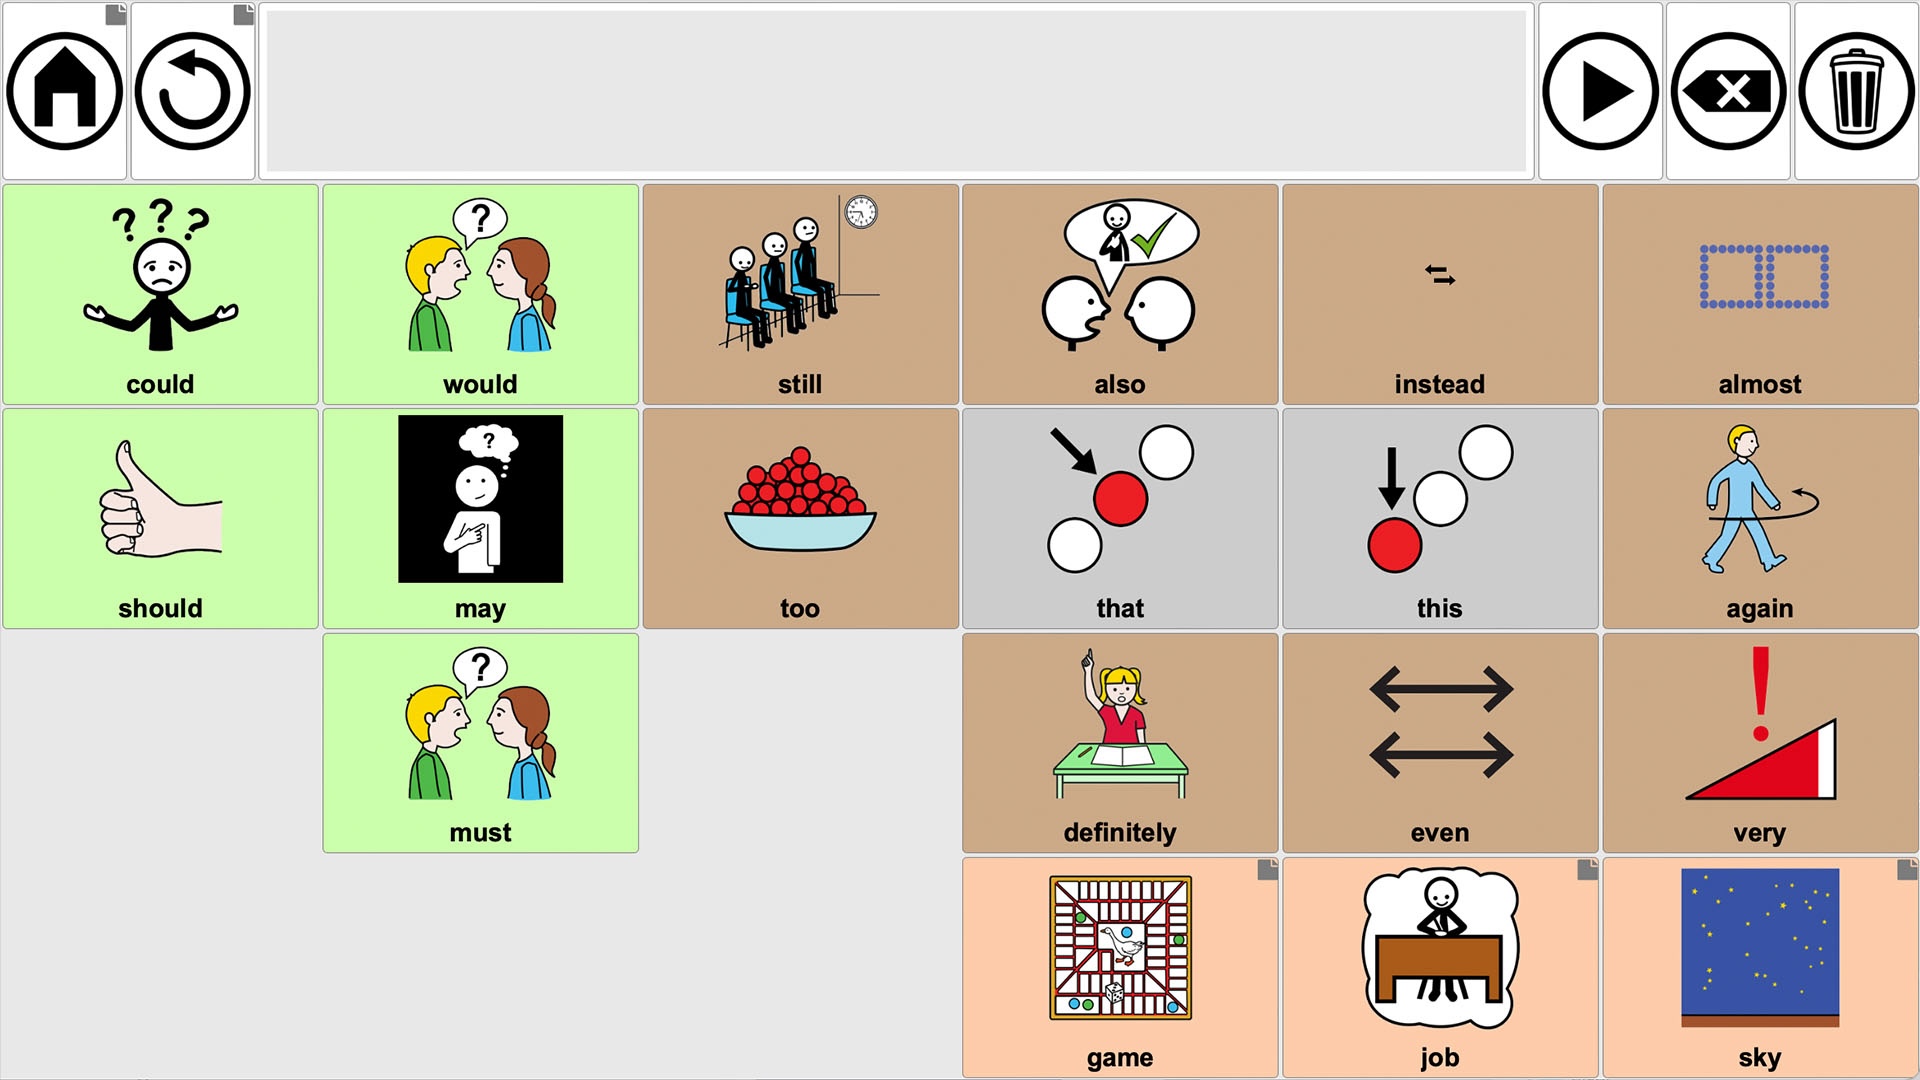 ? ? ?
could
?
would
still
also
instead
almost
should
?
may
too
that
this
again
?
must
definitely
even
!
very
game
job
sky